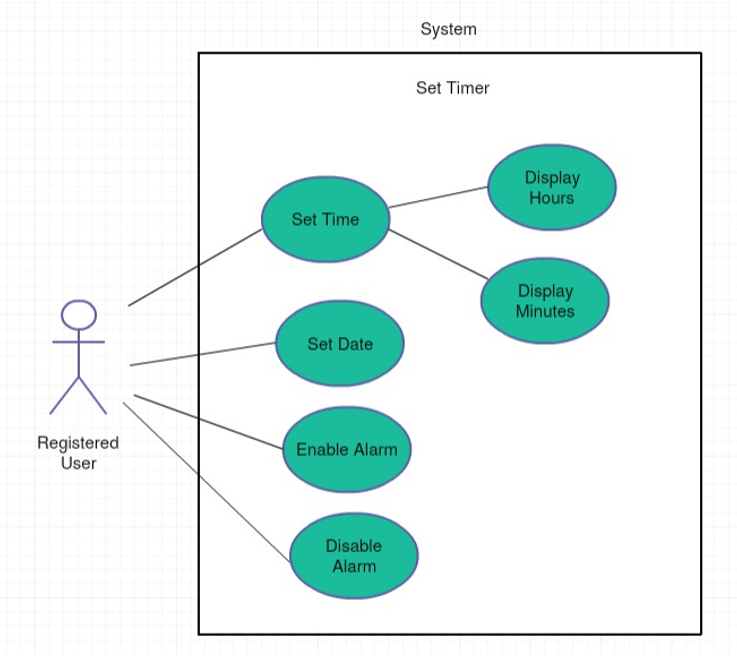 System
Set Timer
Display
Hours
Set Time
Display
Minutes
Set Date
Registered
User
Enable Alarm
Disable
Alarm